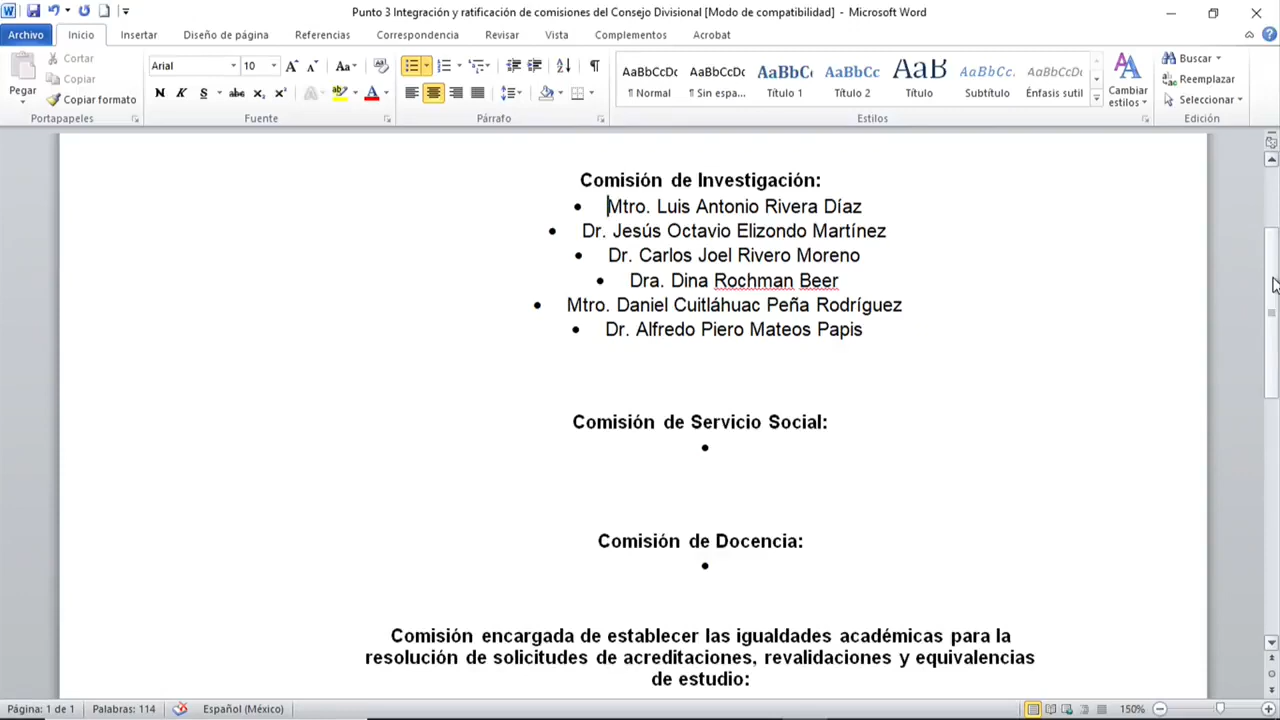 Punto 3 Integración y ratificación de comisiones del Consejo Divisional [Modo de compatibilidad] - Microsoft Word
Archivo Inicio Insertar Diseño de página Referencias Correspondencia Revisar Vista Complementos Acrobat
Pegar
Cortar
Copiar
Copiar formato
Portapapeles
Arial 10
N K S abc x₂ x²
Fuente
Párrafo
AaBbCcDc AaBbCcDc AaBbC AaBbCc AaB AaBbCc. AaBbCcDc
¶ Normal ¶ Sin espa... Título 1 Título 2 Título Subtítulo Énfasis sutil
Cambiar estilos
Estilos
Buscar
Reemplazar
Seleccionar
Edición
Comisión de Investigación:
• Mtro. Luis Antonio Rivera Díaz
• Dr. Jesús Octavio Elizondo Martínez
• Dr. Carlos Joel Rivero Moreno
• Dra. Dina Rochman Beer
• Mtro. Daniel Cuitláhuac Peña Rodríguez
• Dr. Alfredo Piero Mateos Papis
Comisión de Servicio Social:
•
Comisión de Docencia:
•
Comisión encargada de establecer las igualdades académicas para la
resolución de solicitudes de acreditaciones, revalidaciones y equivalencias
de estudio:
Página: 1 de 1 Palabras: 114 Español (México) 150%